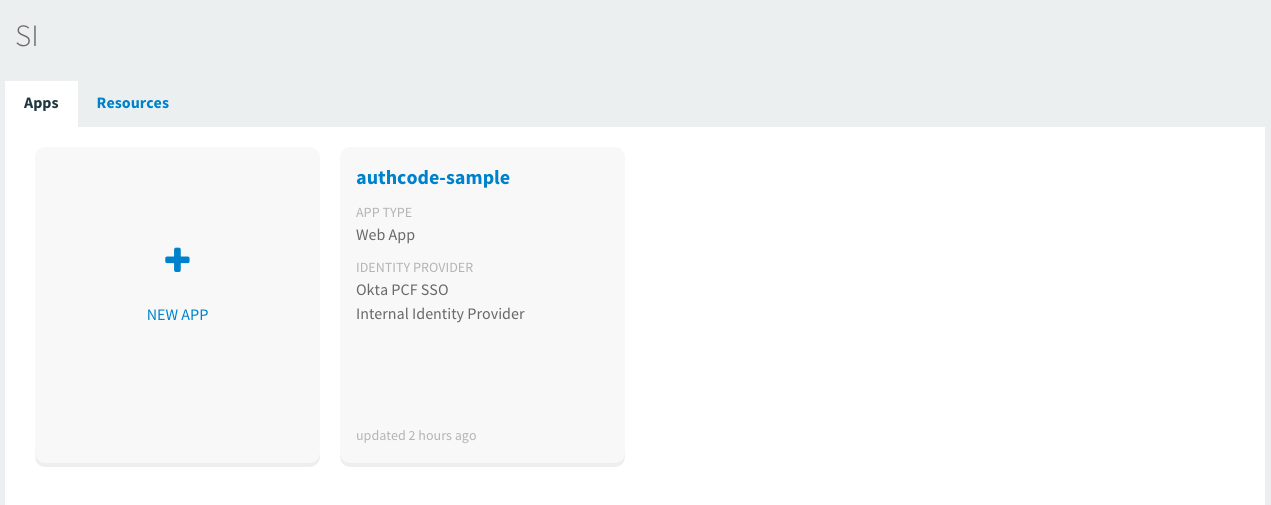 SI
Apps
Resources
NEW APP
authcode-sample
APP TYPE
Web App
IDENTITY PROVIDER
Okta PCF SSO
Internal Identity Provider
updated 2 hours ago